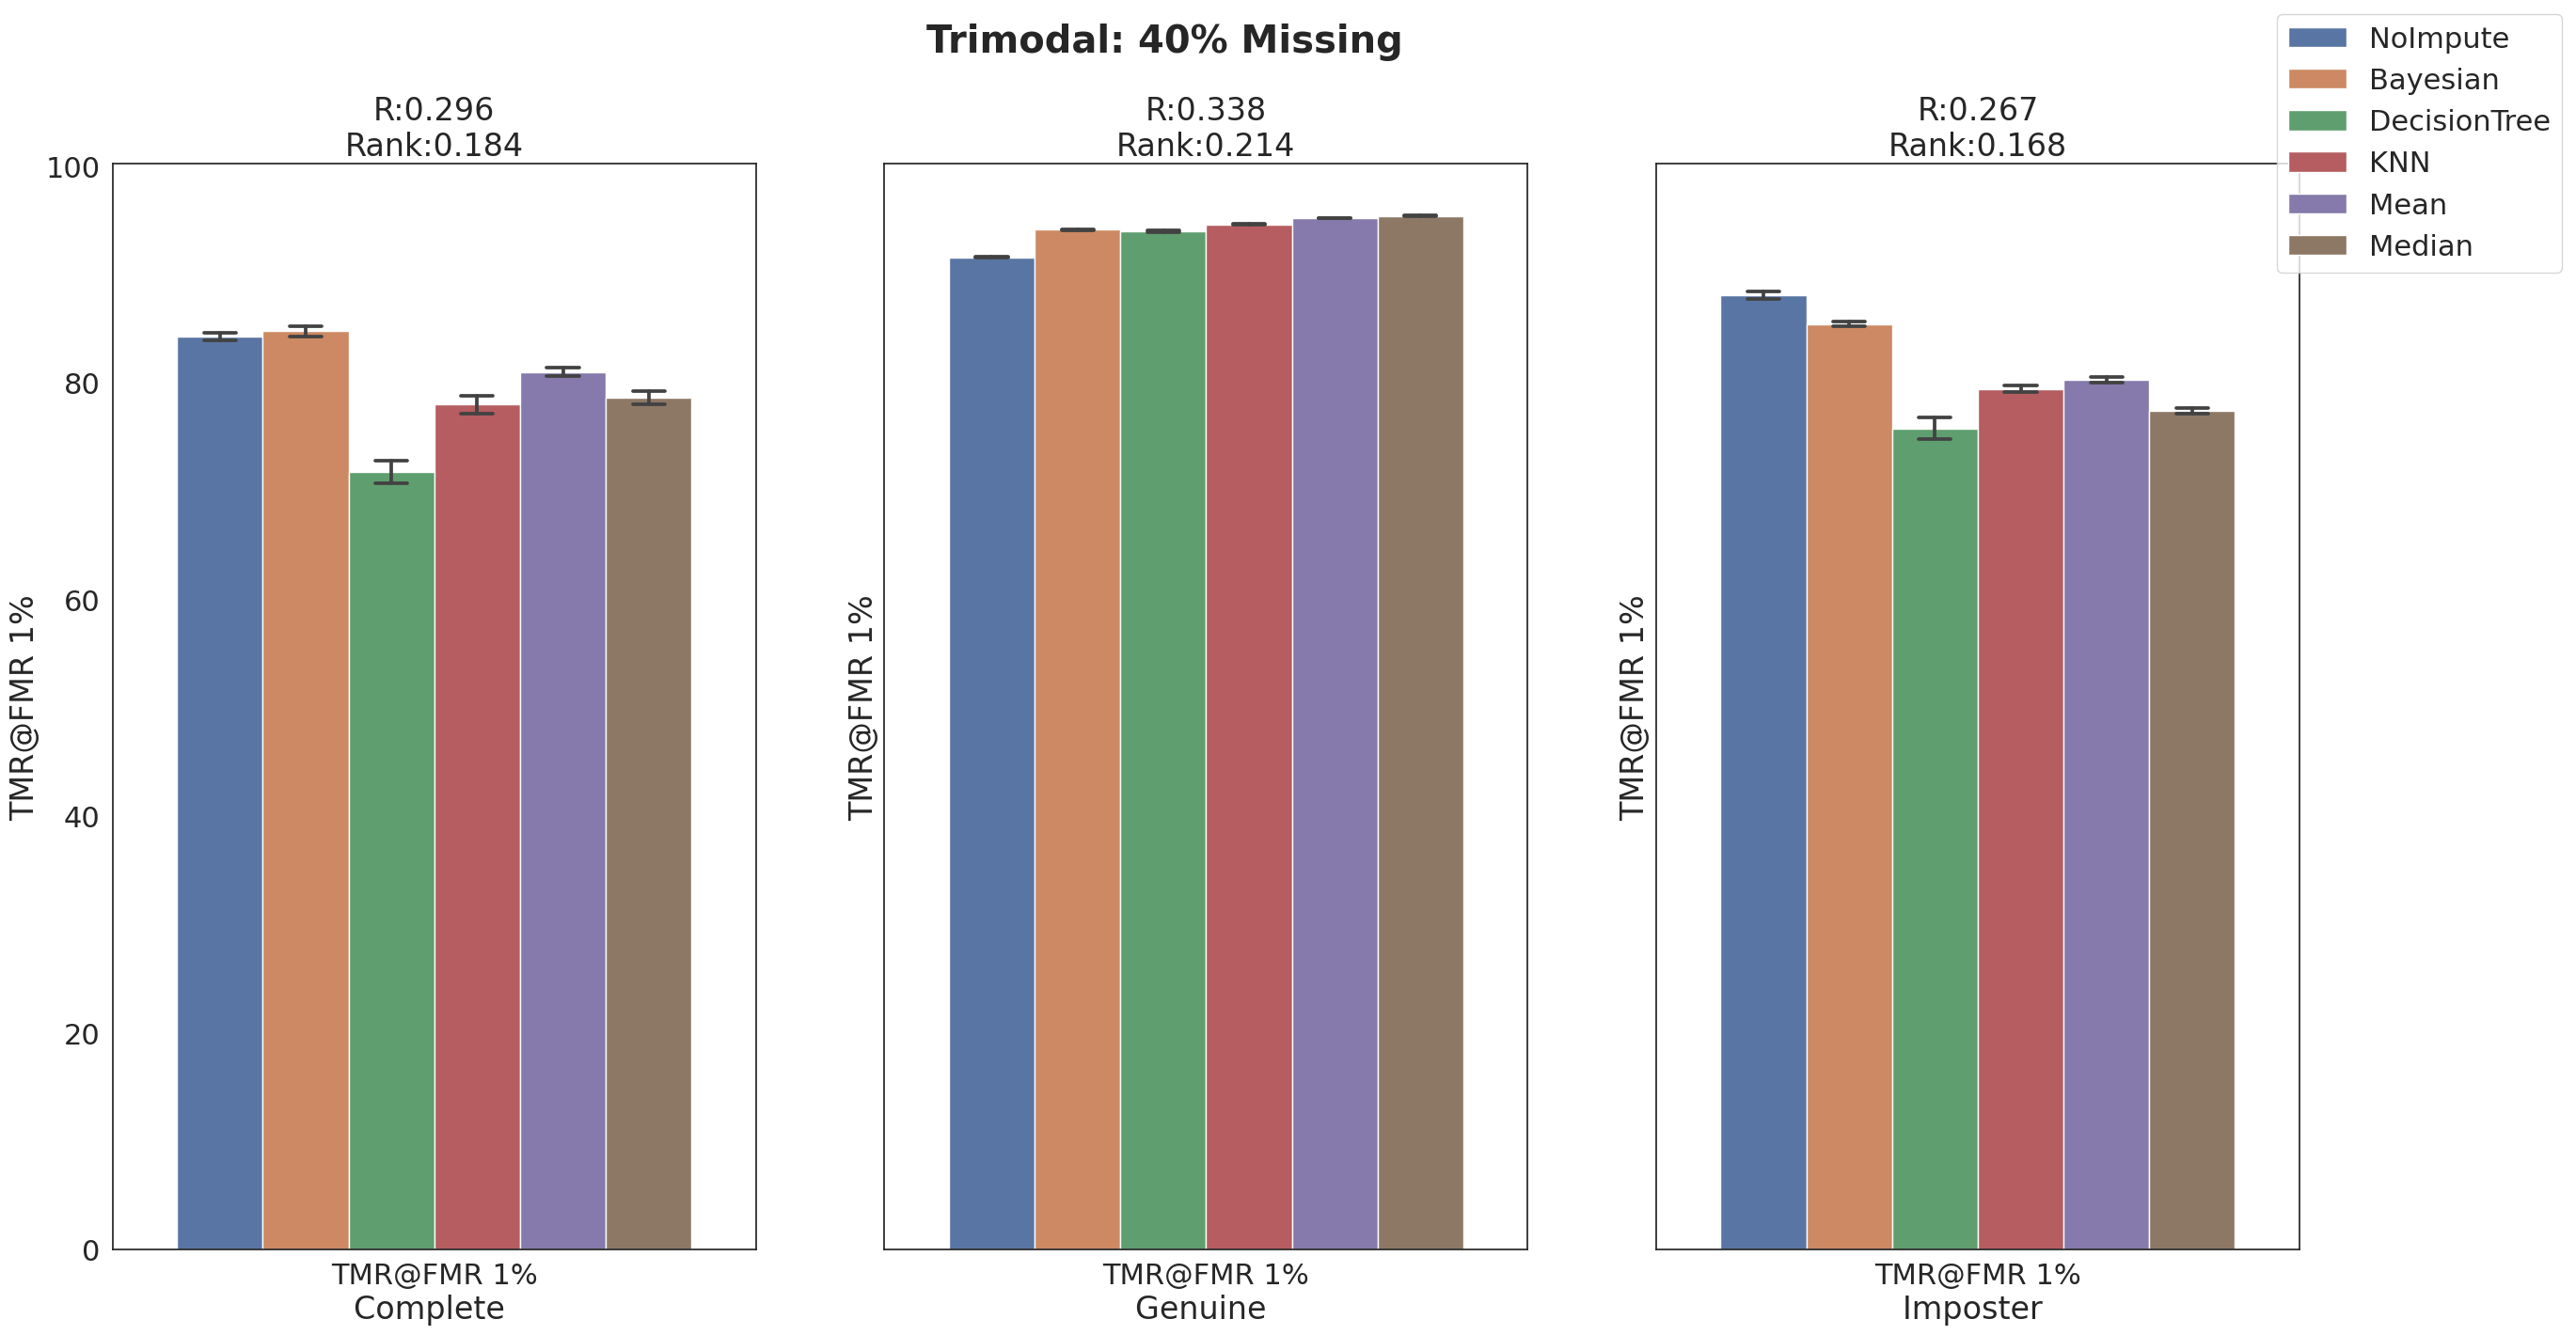 Trimodal: 40% Missing
NoImpute
Bayesian
DecisionTree
KNN
Mean
Median
R:0.296
Rank:0.184
R:0.338
Rank:0.214
R:0.267
Rank:0.168
100
80
60
40
20
0
TMR@FMR 1%
TMR@FMR 1%
TMR@FMR 1%
TMR@FMR 1%
Complete
TMR@FMR 1%
Genuine
TMR@FMR 1%
Imposter